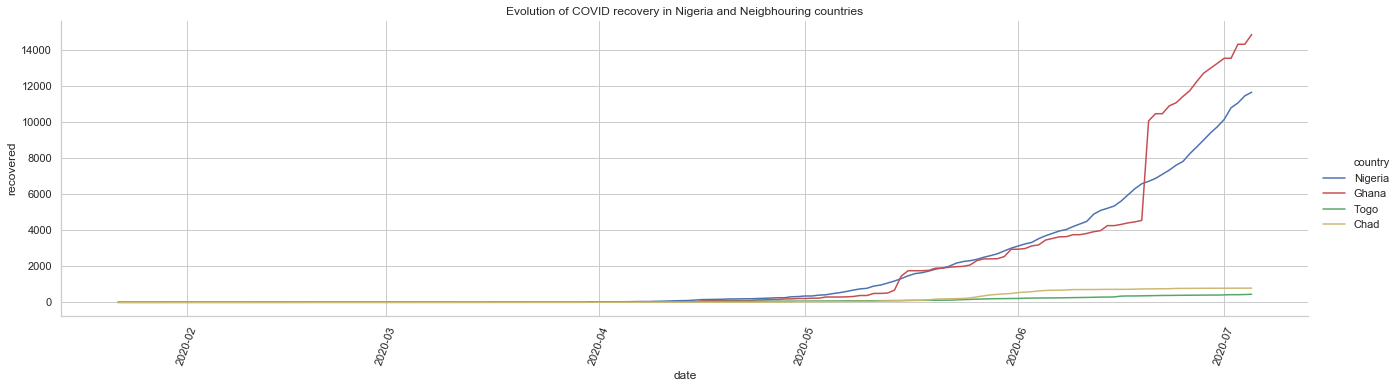 Evolution of COVID recovery in Nigeria and Neigbhouring countries
recovered
14000
12000
10000
8000
6000
4000
2000
0
2020-02
2020-03
2020-04
2020-05
2020-06
2020-07
date
country
Nigeria
Ghana
Togo
Chad